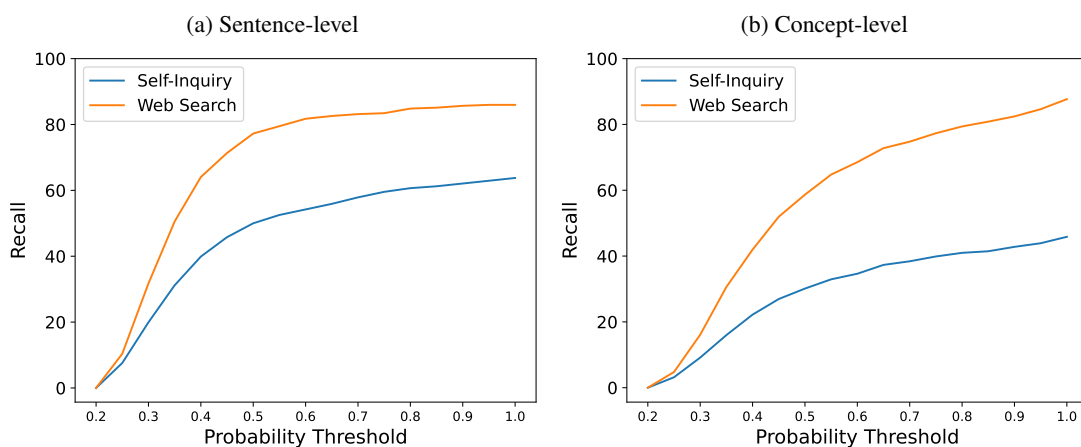 (a) Sentence-level
100
80
60
40
20
0
Recall
Self-Inquiry
Web Search
0.2 0.3 0.4 0.5 0.6 0.7 0.8 0.9 1.0
Probability Threshold
(b) Concept-level
100
80
60
40
20
0
Recall
Self-Inquiry
Web Search
0.2 0.3 0.4 0.5 0.6 0.7 0.8 0.9 1.0
Probability Threshold